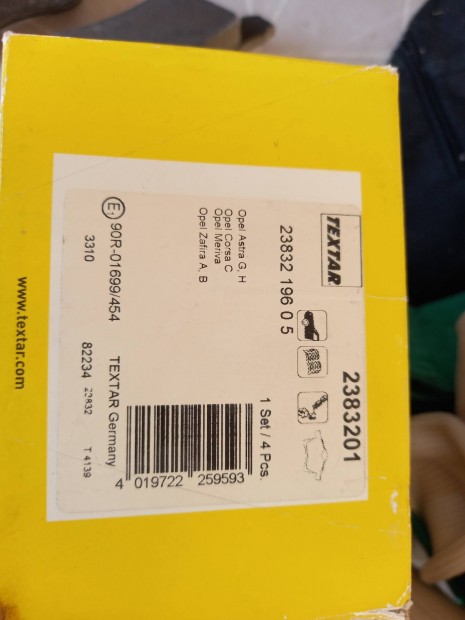 TEXTAR
2383201
23832 196 0 5
1 Set / 4 Pcs.
Opel Astra G, H
Opel Corsa C
Opel Meriva
Opel Zafira A, B
4 019722 259593
90R-01699/454
TEXTAR Germany
3310
82234
23832
T 4139
www.textar.com